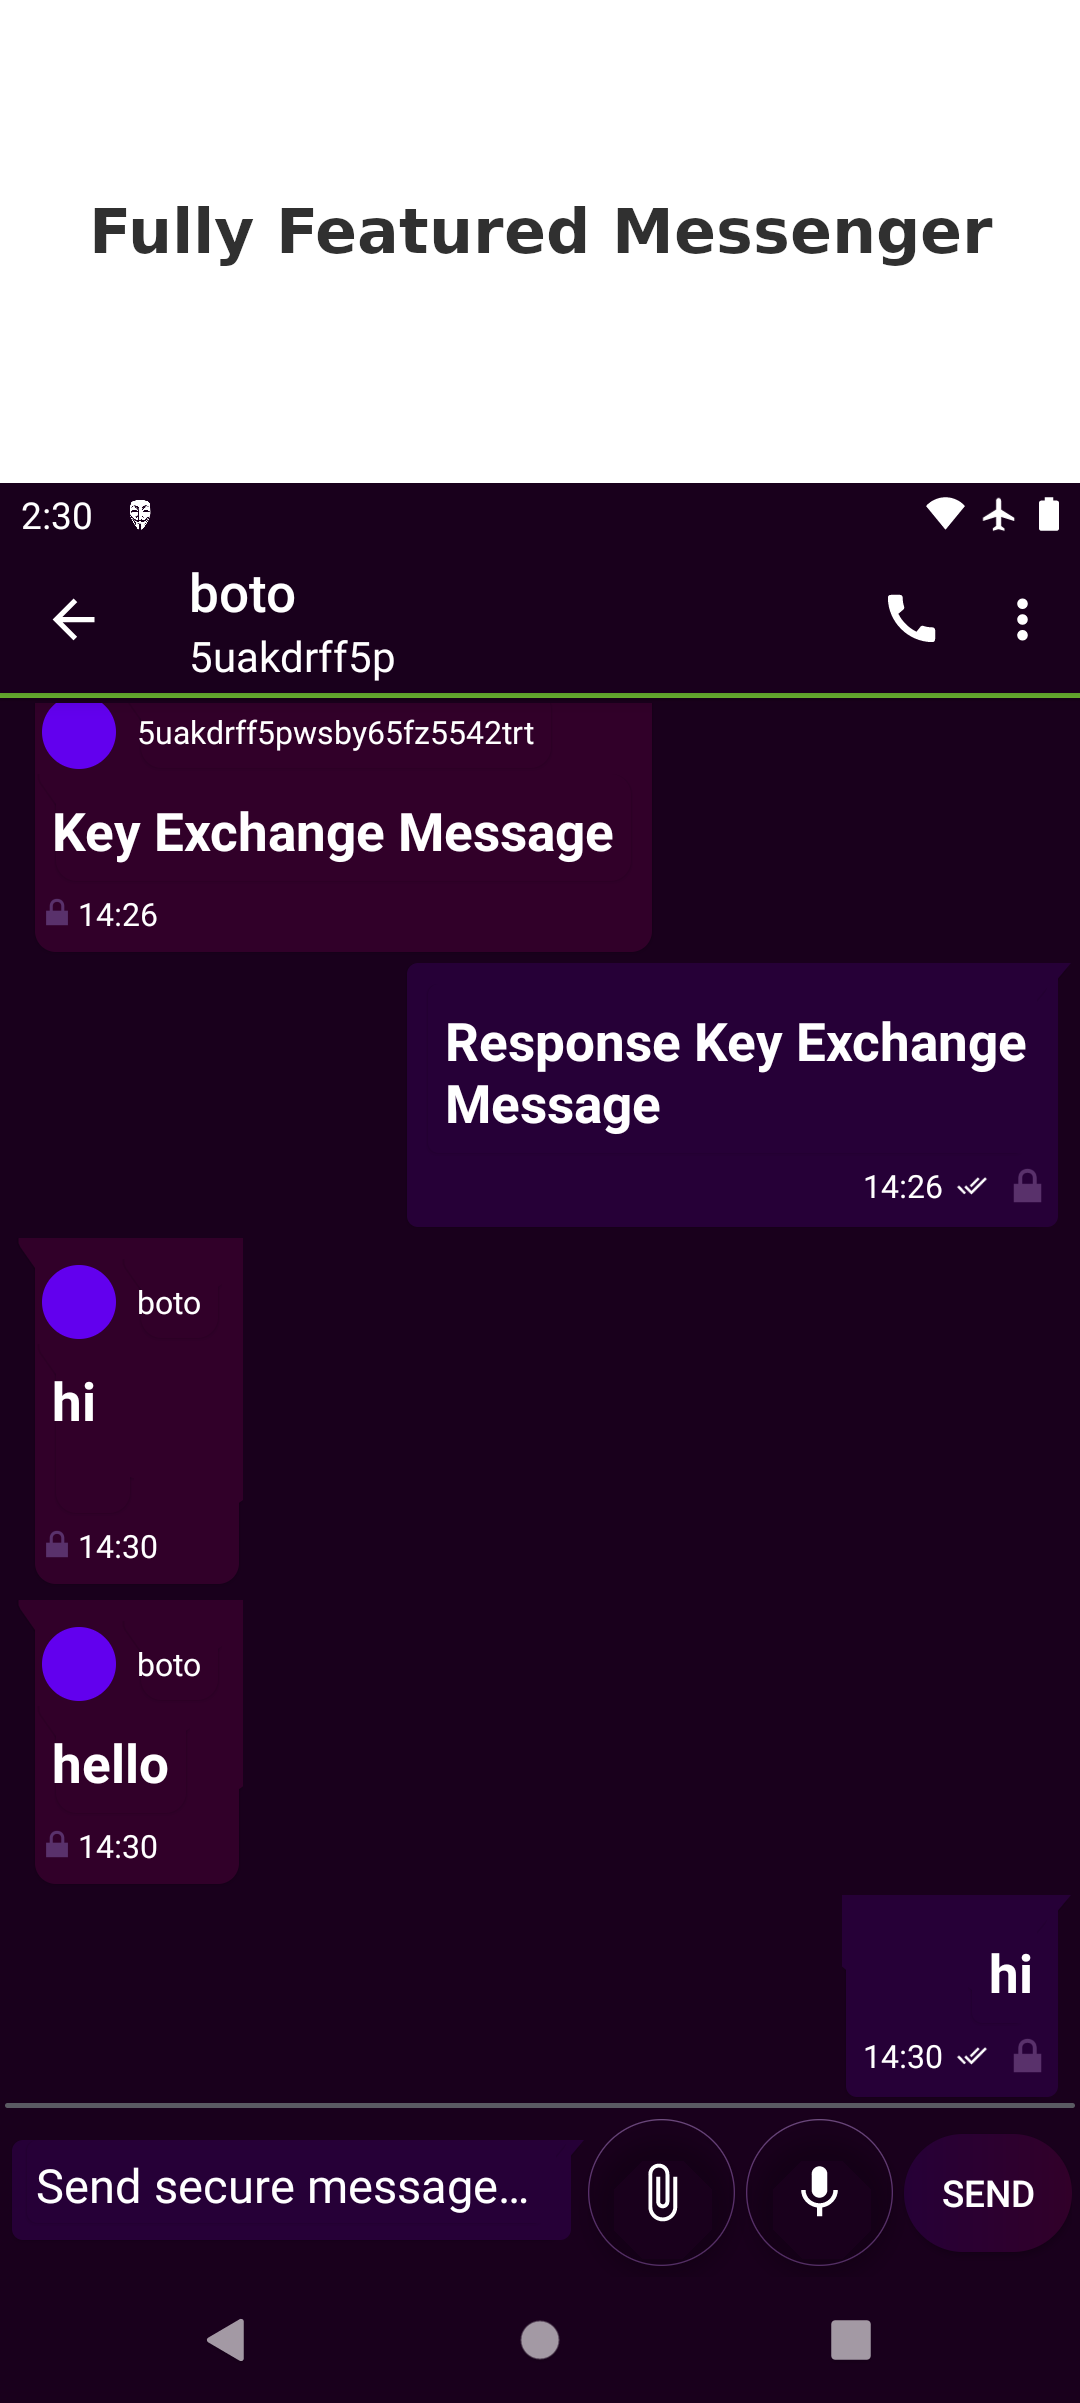 Fully Featured Messenger
2:30
boto
5uakdrff5p
5uakdrff5pwsby65fz5542trt
Key Exchange Message
14:26
Response Key Exchange
Message
14:26
boto
hi
14:30
boto
hello
14:30
hi
14:30
Send secure message... SEND